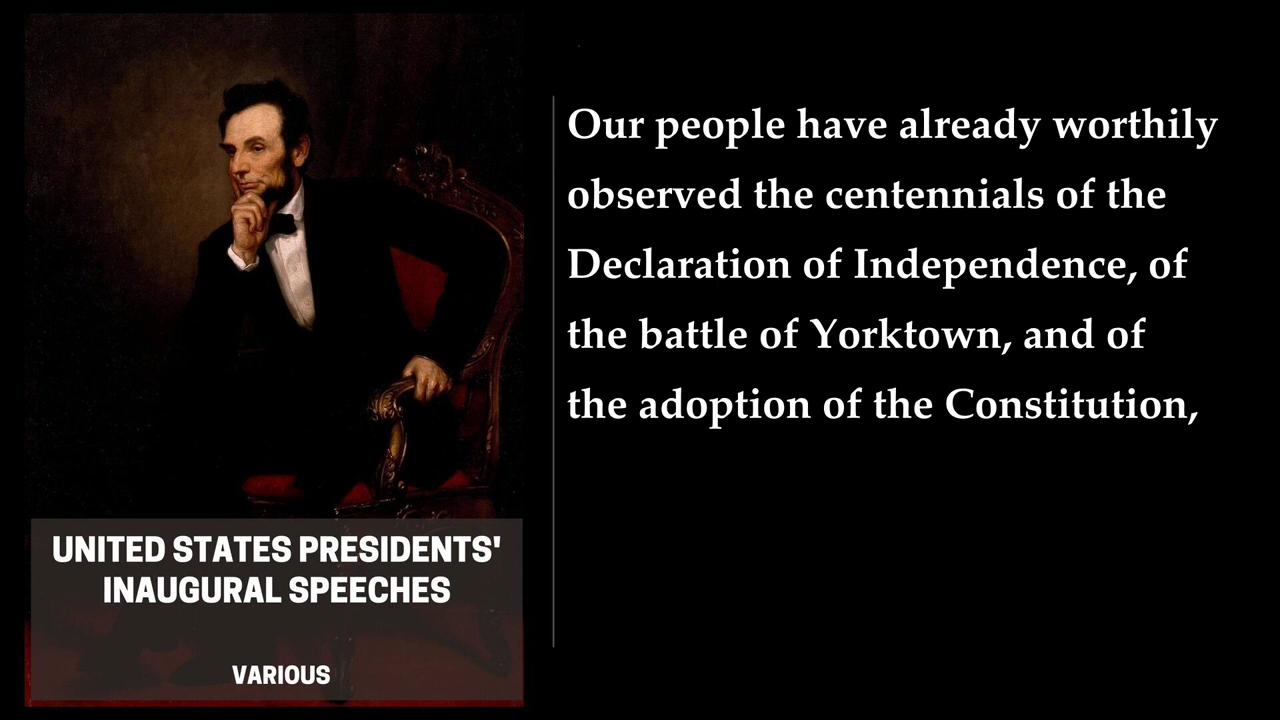 Our people have already worthily
observed the centennials of the
Declaration of Independence, of
the battle of Yorktown, and of
the adoption of the Constitution,
UNITED STATES PRESIDENTS'
INAUGURAL SPEECHES
VARIOUS